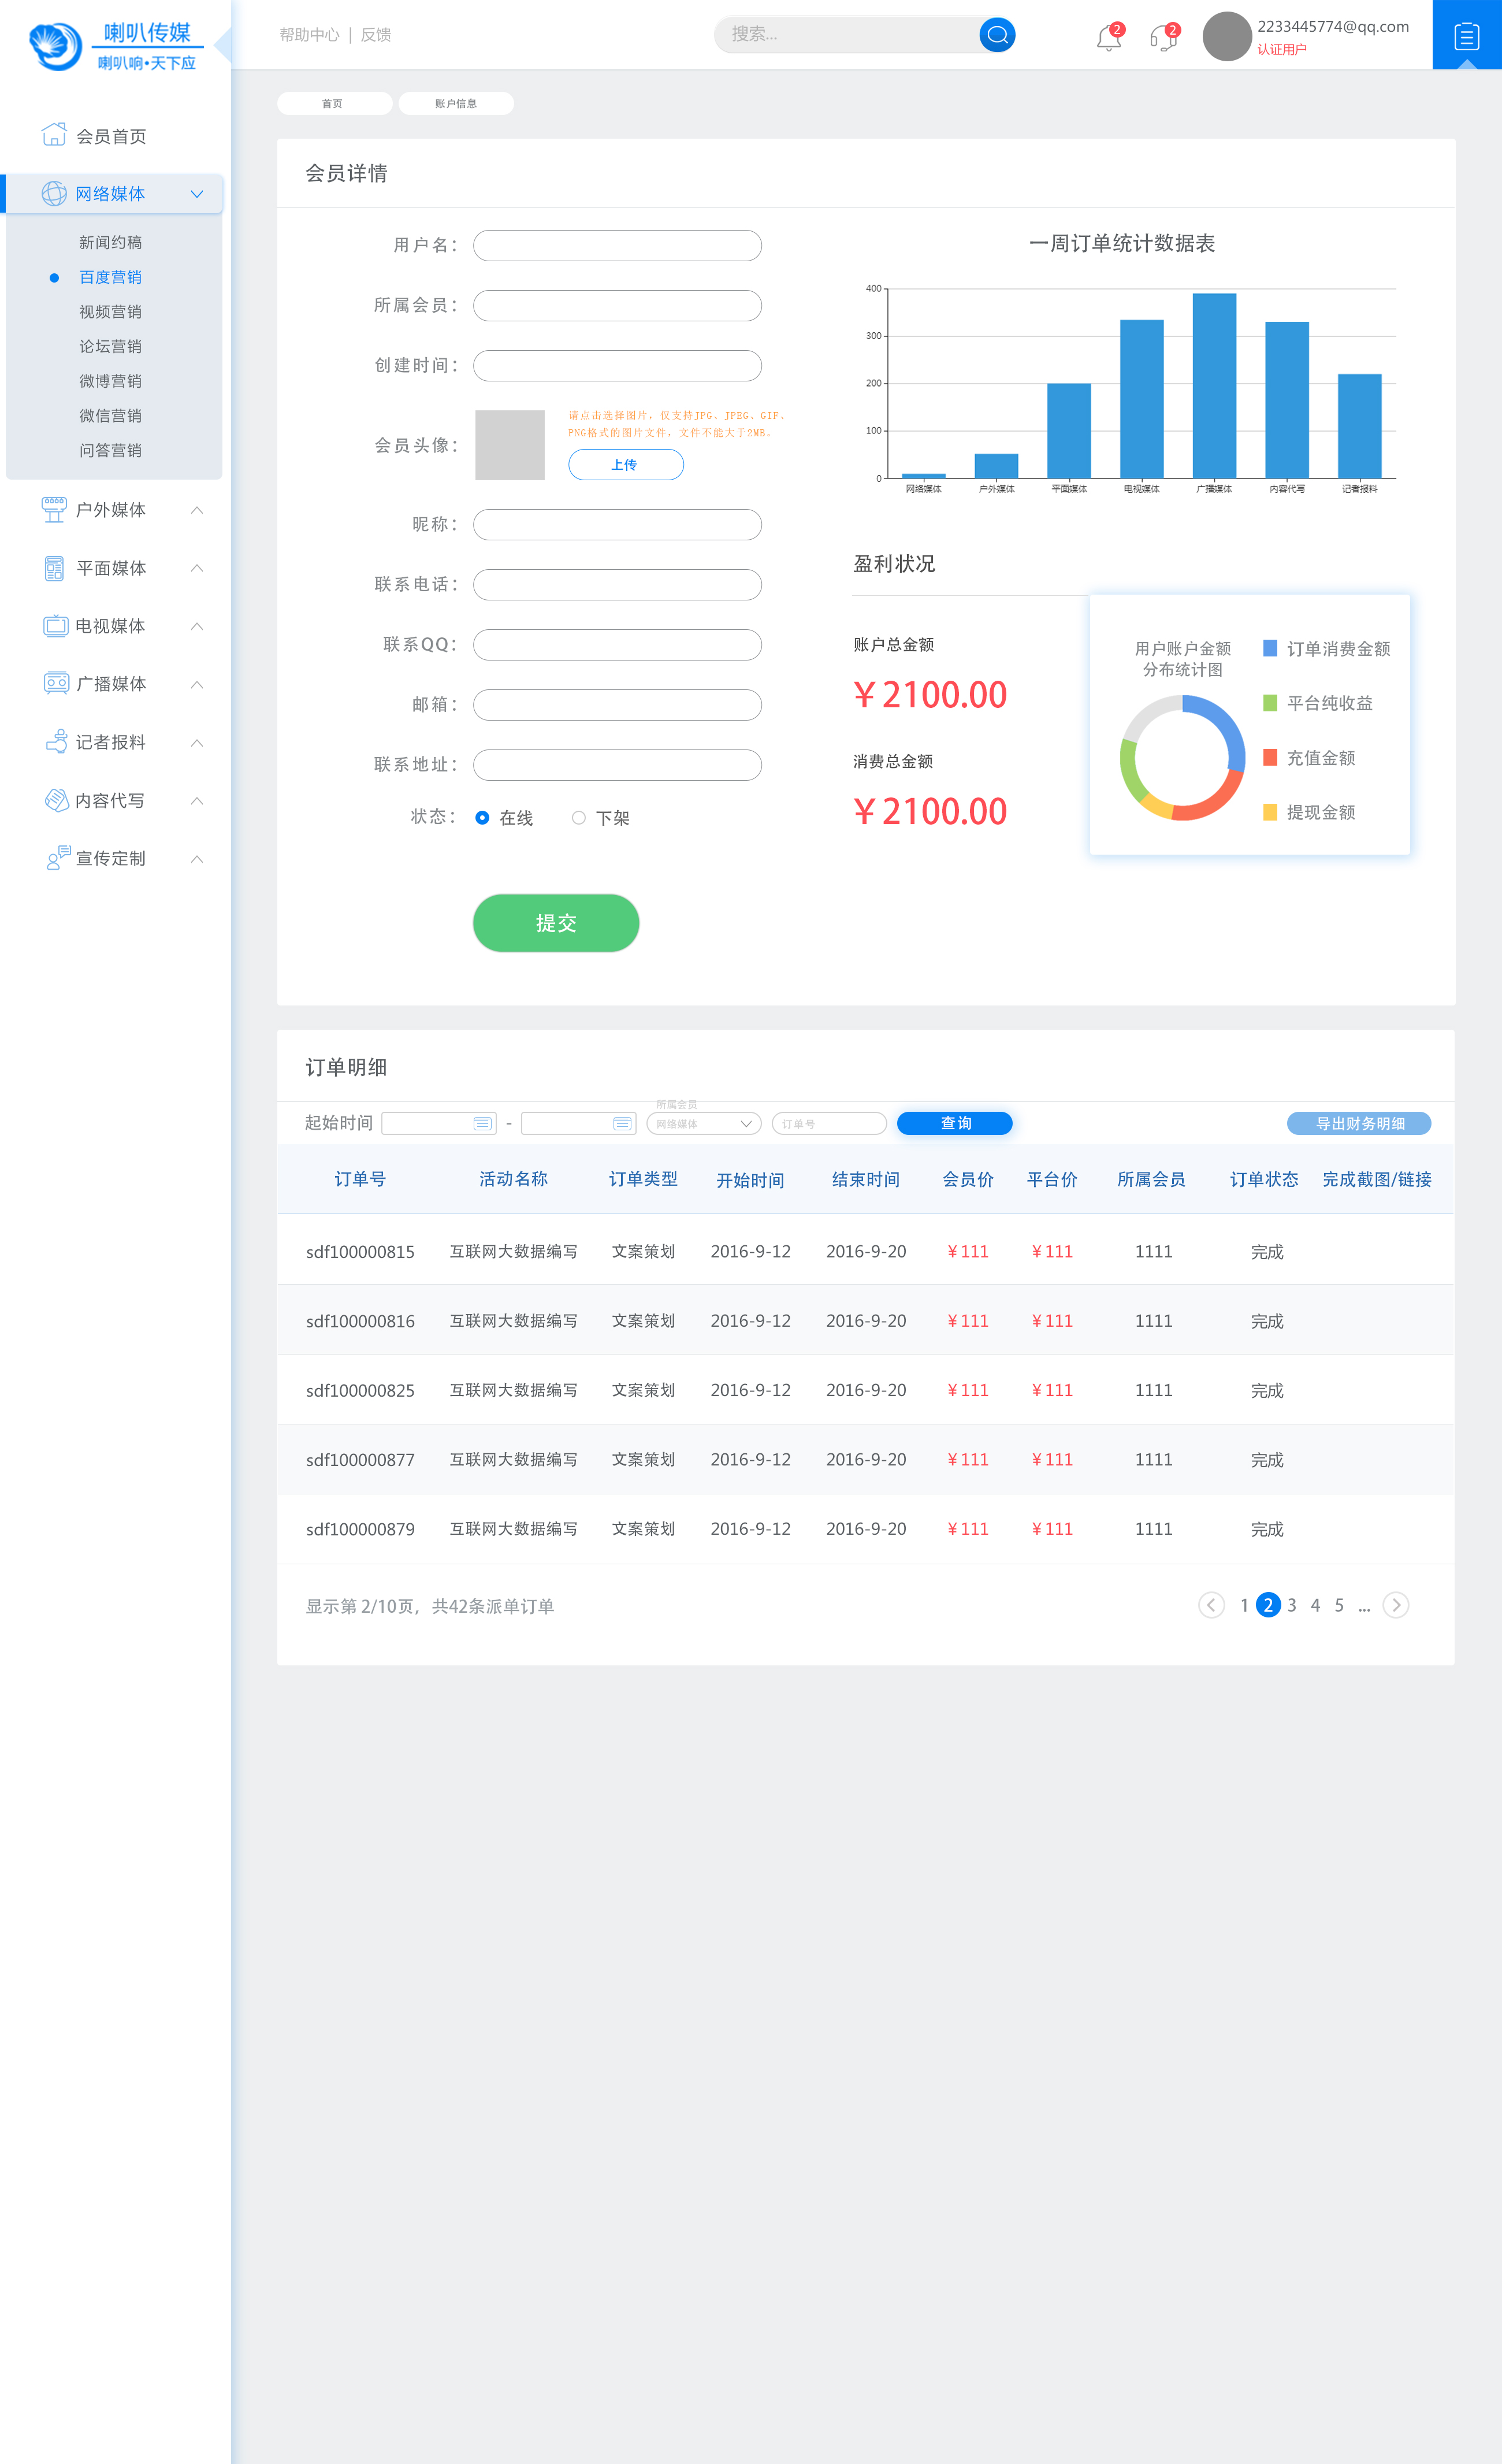 喇叭传媒
喇叭响•天下应
帮助中心 | 反馈
搜索...
2
2
2233445774@qq.com
认证用户
会员首页
网络媒体
新闻约稿
百度营销
视频营销
论坛营销
微博营销
微信营销
问答营销
户外媒体
平面媒体
电视媒体
广播媒体
记者报料
内容代写
宣传定制
首页
账户信息
会员详情
用户名：
所属会员：
创建时间：
会员头像：
请点击选择图片，仅支持JPG、JPEG、GIF、
PNG格式的图片文件，文件不能大于2MB。
上传
昵称：
联系电话：
联系QQ：
邮箱：
联系地址：
状态：
在线
下架
提交
一周订单统计数据表
400
300
200
100
0
网络媒体 户外媒体 平面媒体 电视媒体 广播媒体 内容代写 记者报料
盈利状况
账户总金额
￥2100.00
消费总金额
￥2100.00
用户账户金额
分布统计图
订单消费金额
平台纯收益
充值金额
提现金额
订单明细
所属会员
起始时间 - 网络媒体 订单号 查询 导出财务明细
订单号 活动名称 订单类型 开始时间 结束时间 会员价 平台价 所属会员 订单状态 完成截图/链接
sdf100000815 互联网大数据编写 文案策划 2016-9-12 2016-9-20 ￥111 ￥111 1111 完成
sdf100000816 互联网大数据编写 文案策划 2016-9-12 2016-9-20 ￥111 ￥111 1111 完成
sdf100000825 互联网大数据编写 文案策划 2016-9-12 2016-9-20 ￥111 ￥111 1111 完成
sdf100000877 互联网大数据编写 文案策划 2016-9-12 2016-9-20 ￥111 ￥111 1111 完成
sdf100000879 互联网大数据编写 文案策划 2016-9-12 2016-9-20 ￥111 ￥111 1111 完成
显示第 2/10页，共42条派单订单
1 2 3 4 5 ...